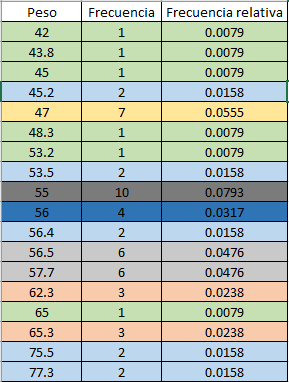 Peso Frecuencia Frecuencia relativa
42 1 0.0079
43.8 1 0.0079
45 1 0.0079
45.2 2 0.0158
47 7 0.0555
48.3 1 0.0079
53.2 1 0.0079
53.5 2 0.0158
55 10 0.0793
56 4 0.0317
56.4 2 0.0158
56.5 6 0.0476
57.7 6 0.0476
62.3 3 0.0238
65 1 0.0079
65.3 3 0.0238
75.5 2 0.0158
77.3 2 0.0158